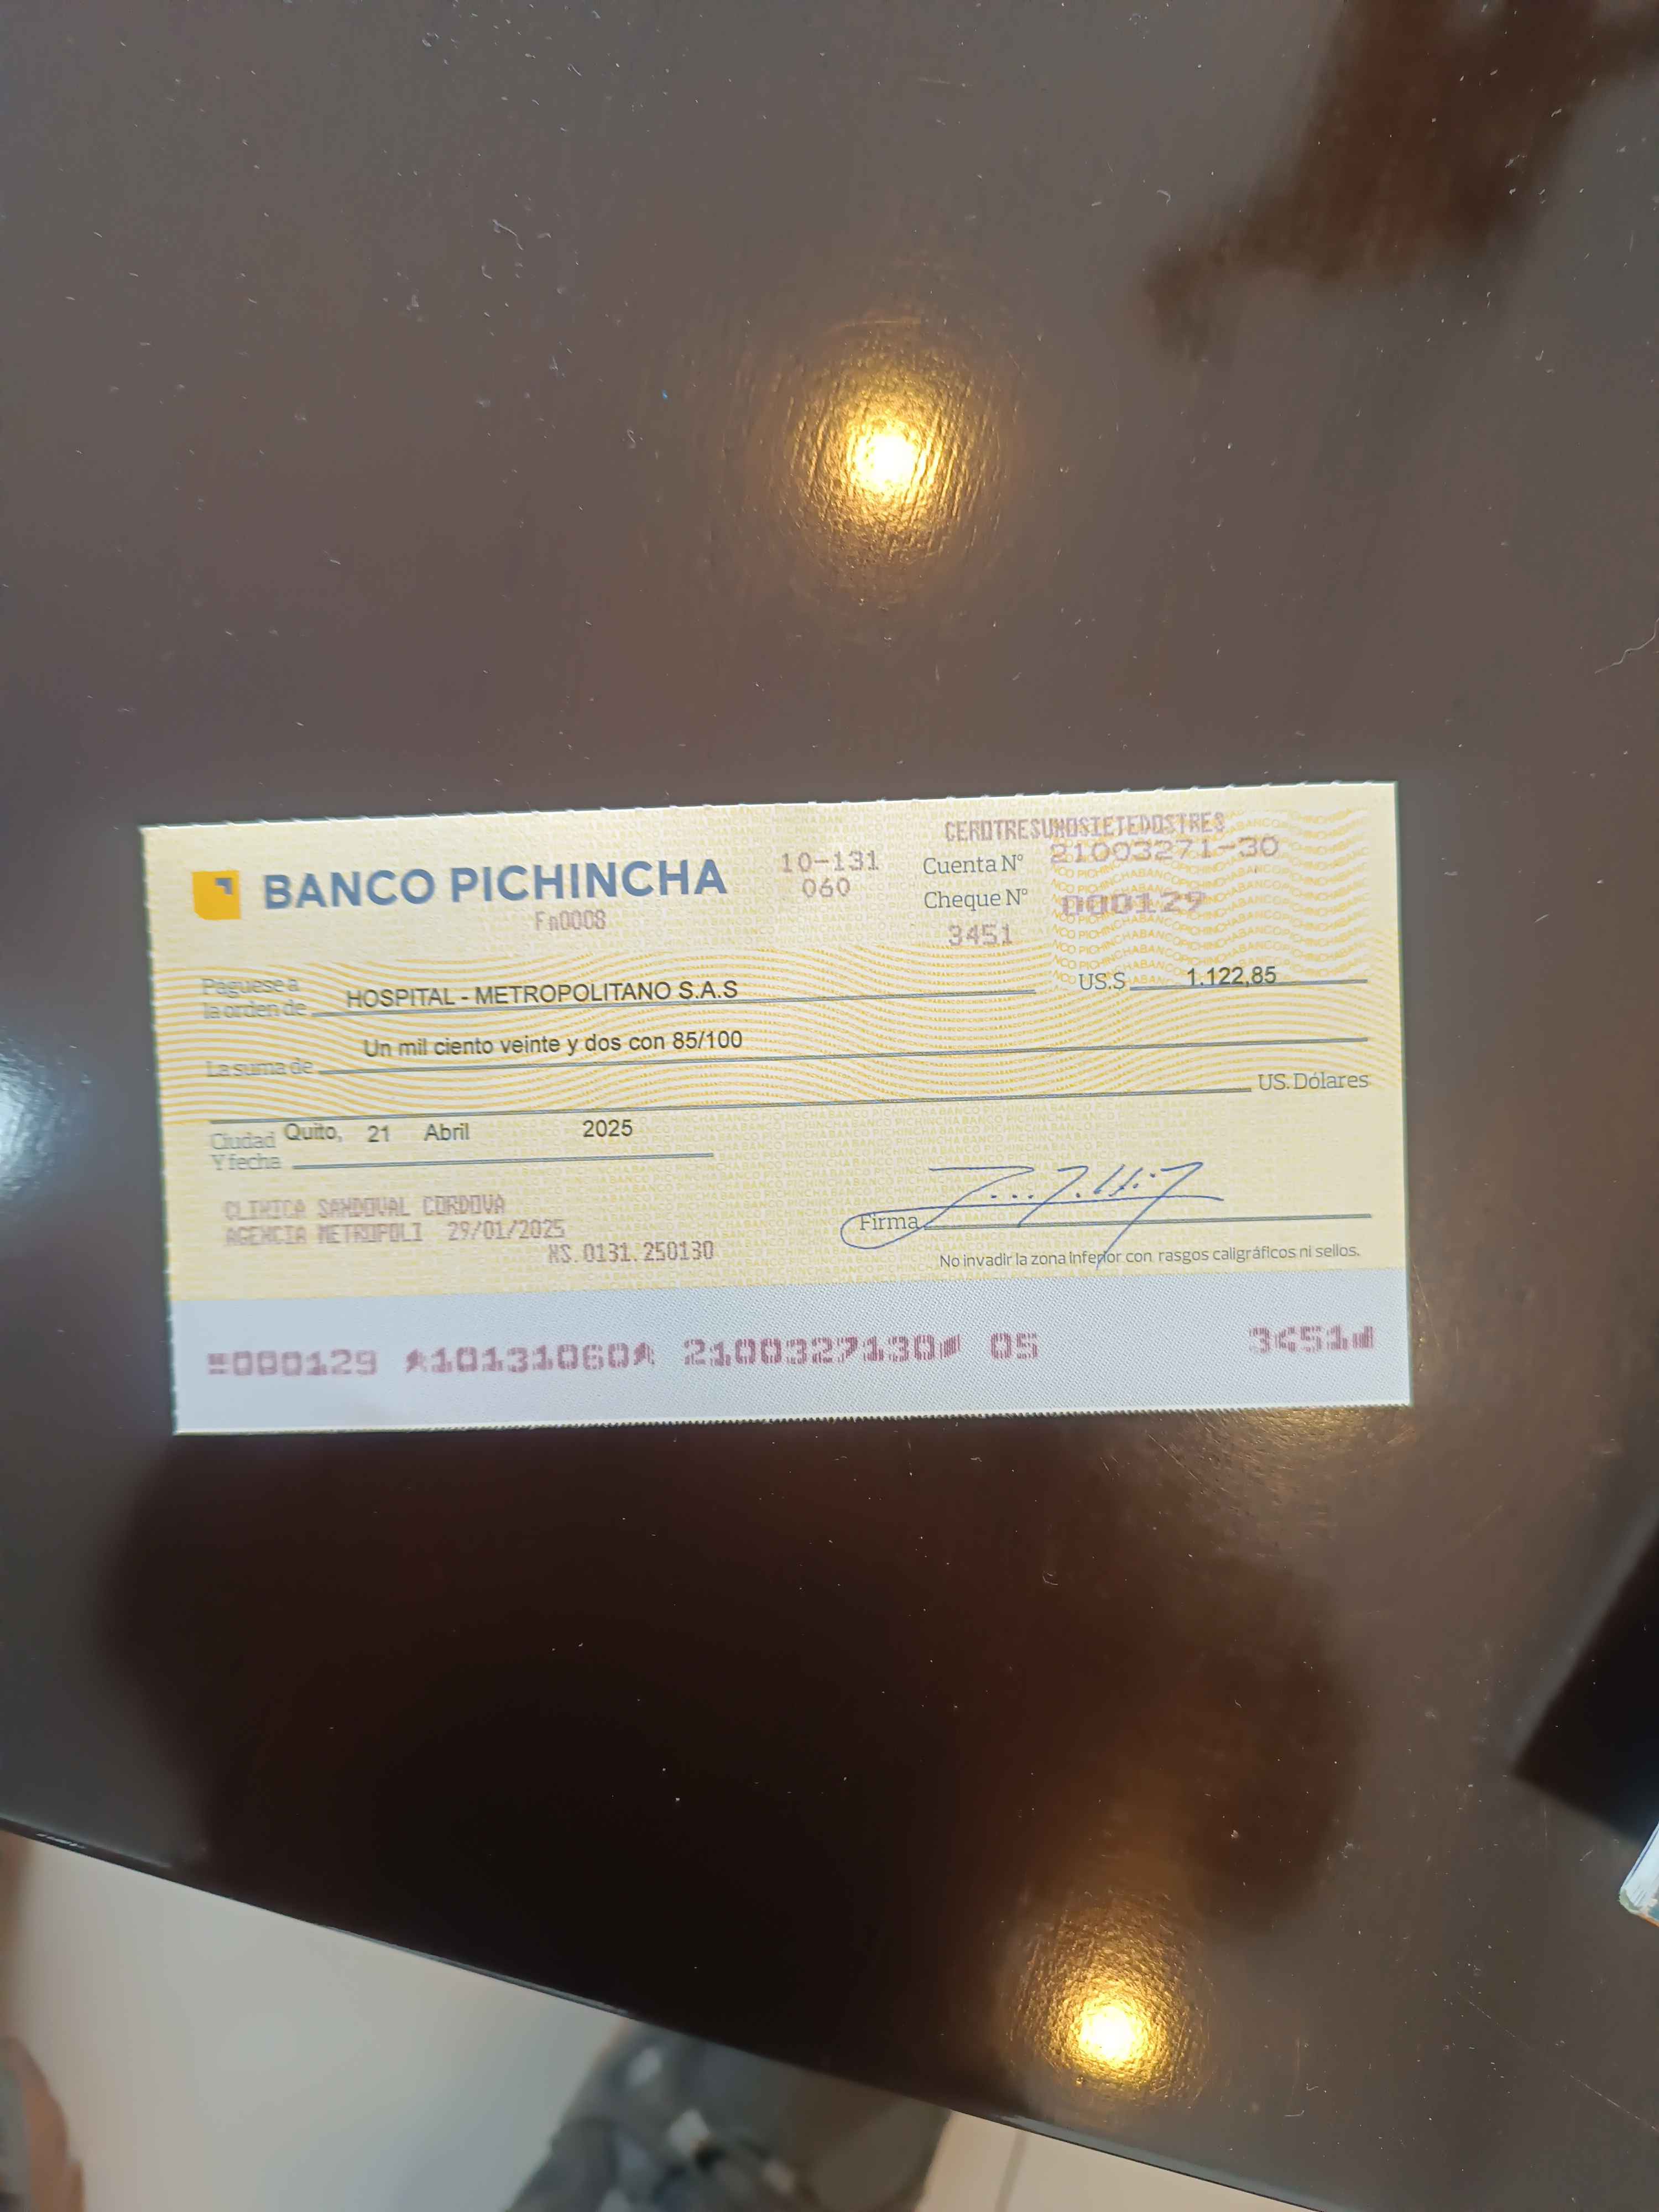 CEROTRESUNOSIETEDOSTRES
BANCO PICHINCHA
Fn0008
10-131
060
Cuenta N° 21003271-30
Cheque N° 000129
3451
Páguese a
la orden de HOSPITAL - METROPOLITANO S.A.S US.$ 1.122,85
La suma de Un mil ciento veinte y dos con 85/100
US. Dólares
Ciudad Quito, 21 Abril 2025
Y fecha
CLINICA SANDOVAL CORDOVA
AGENCIA METROPOLI 29/01/2025
XS.0131.250130
Firma
No invadir la zona inferior con rasgos caligráficos ni sellos.
000129 10131060 2100327130 05 3451